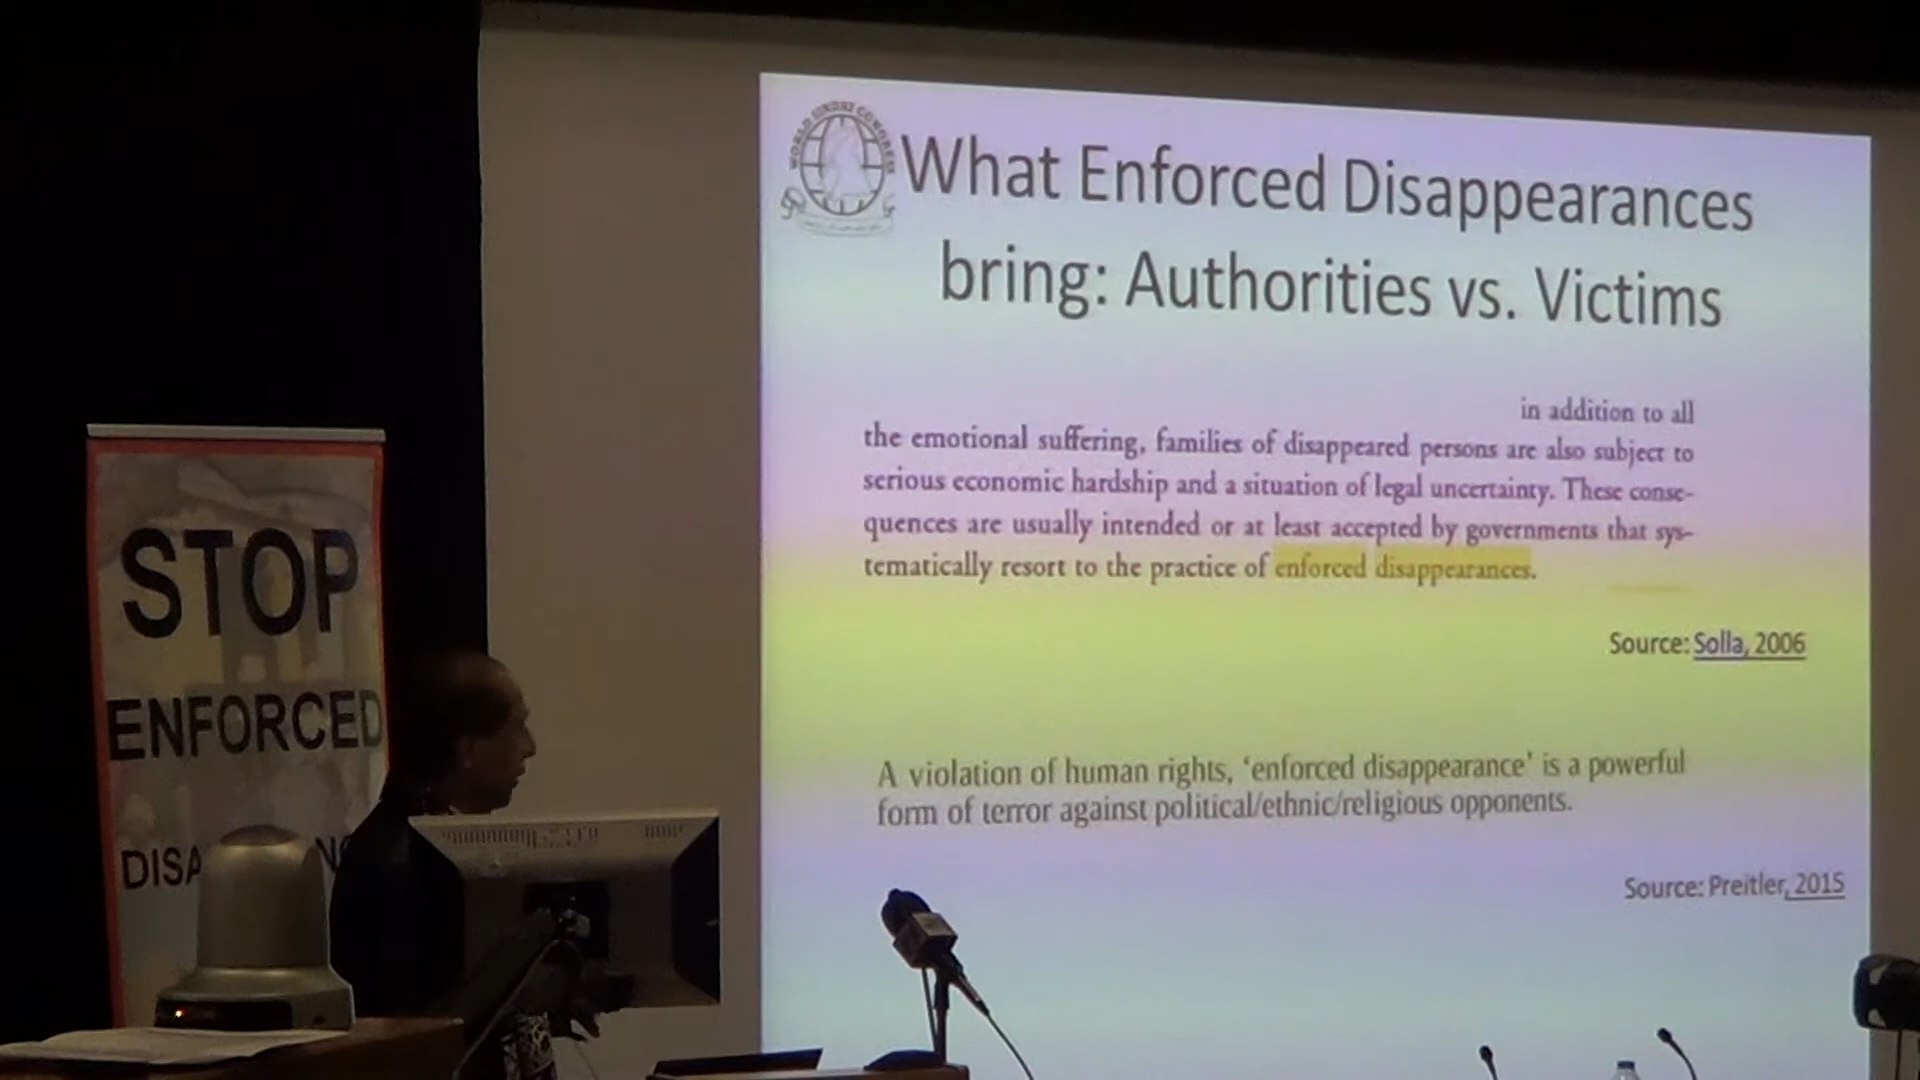 WORLD SINDHI CONGRESS
What Enforced Disappearances
bring: Authorities vs. Victims
in addition to all
the emotional suffering, families of disappeared persons are also subject to
serious economic hardship and a situation of legal uncertainty. These conse-
quences are usually intended or at least accepted by governments that sys-
tematically resort to the practice of enforced disappearances.
Source: Solla, 2006
A violation of human rights, ‘enforced disappearance’ is a powerful
form of terror against political/ethnic/religious opponents.
Source: Preitler, 2015
STOP
ENFORCED